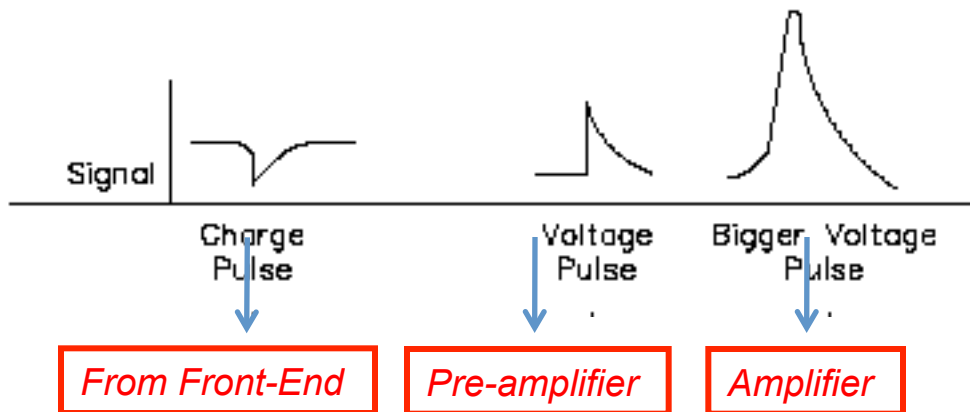 Signal
Charge
Pulse
Voltage
Pulse
Bigger Voltage
Pulse
From Front-End
Pre-amplifier
Amplifier